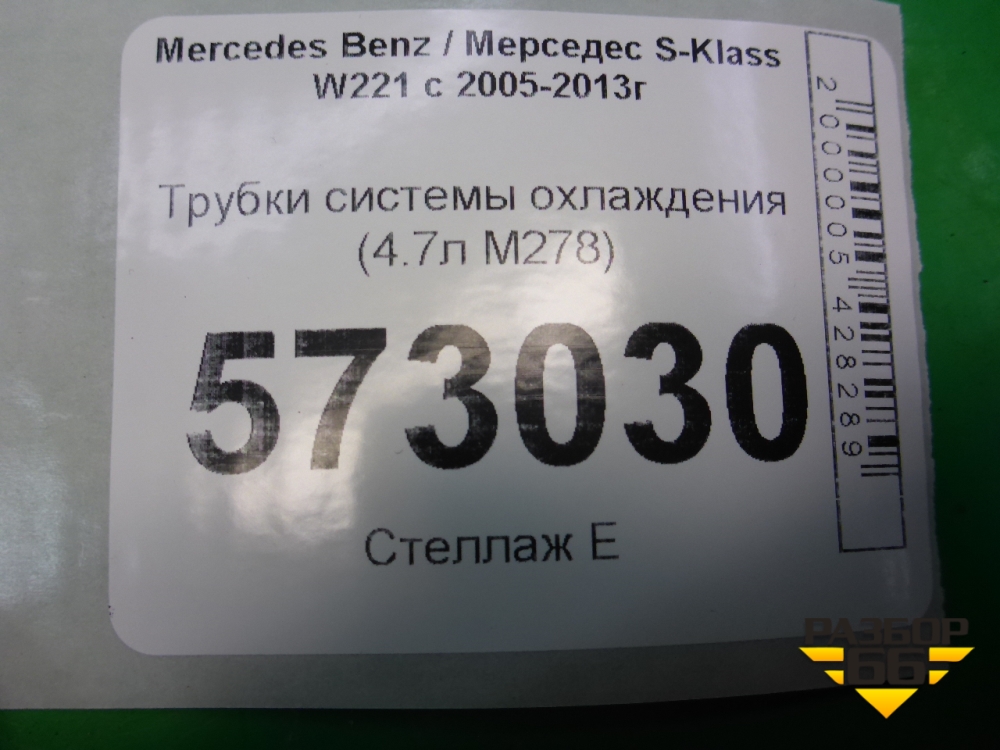 Mercedes Benz / Мерседес S-Klass
W221 с 2005-2013г
Трубки системы охлаждения
(4.7л M278)
573030
Стеллаж E
2000005428289
РАЗБОР
66